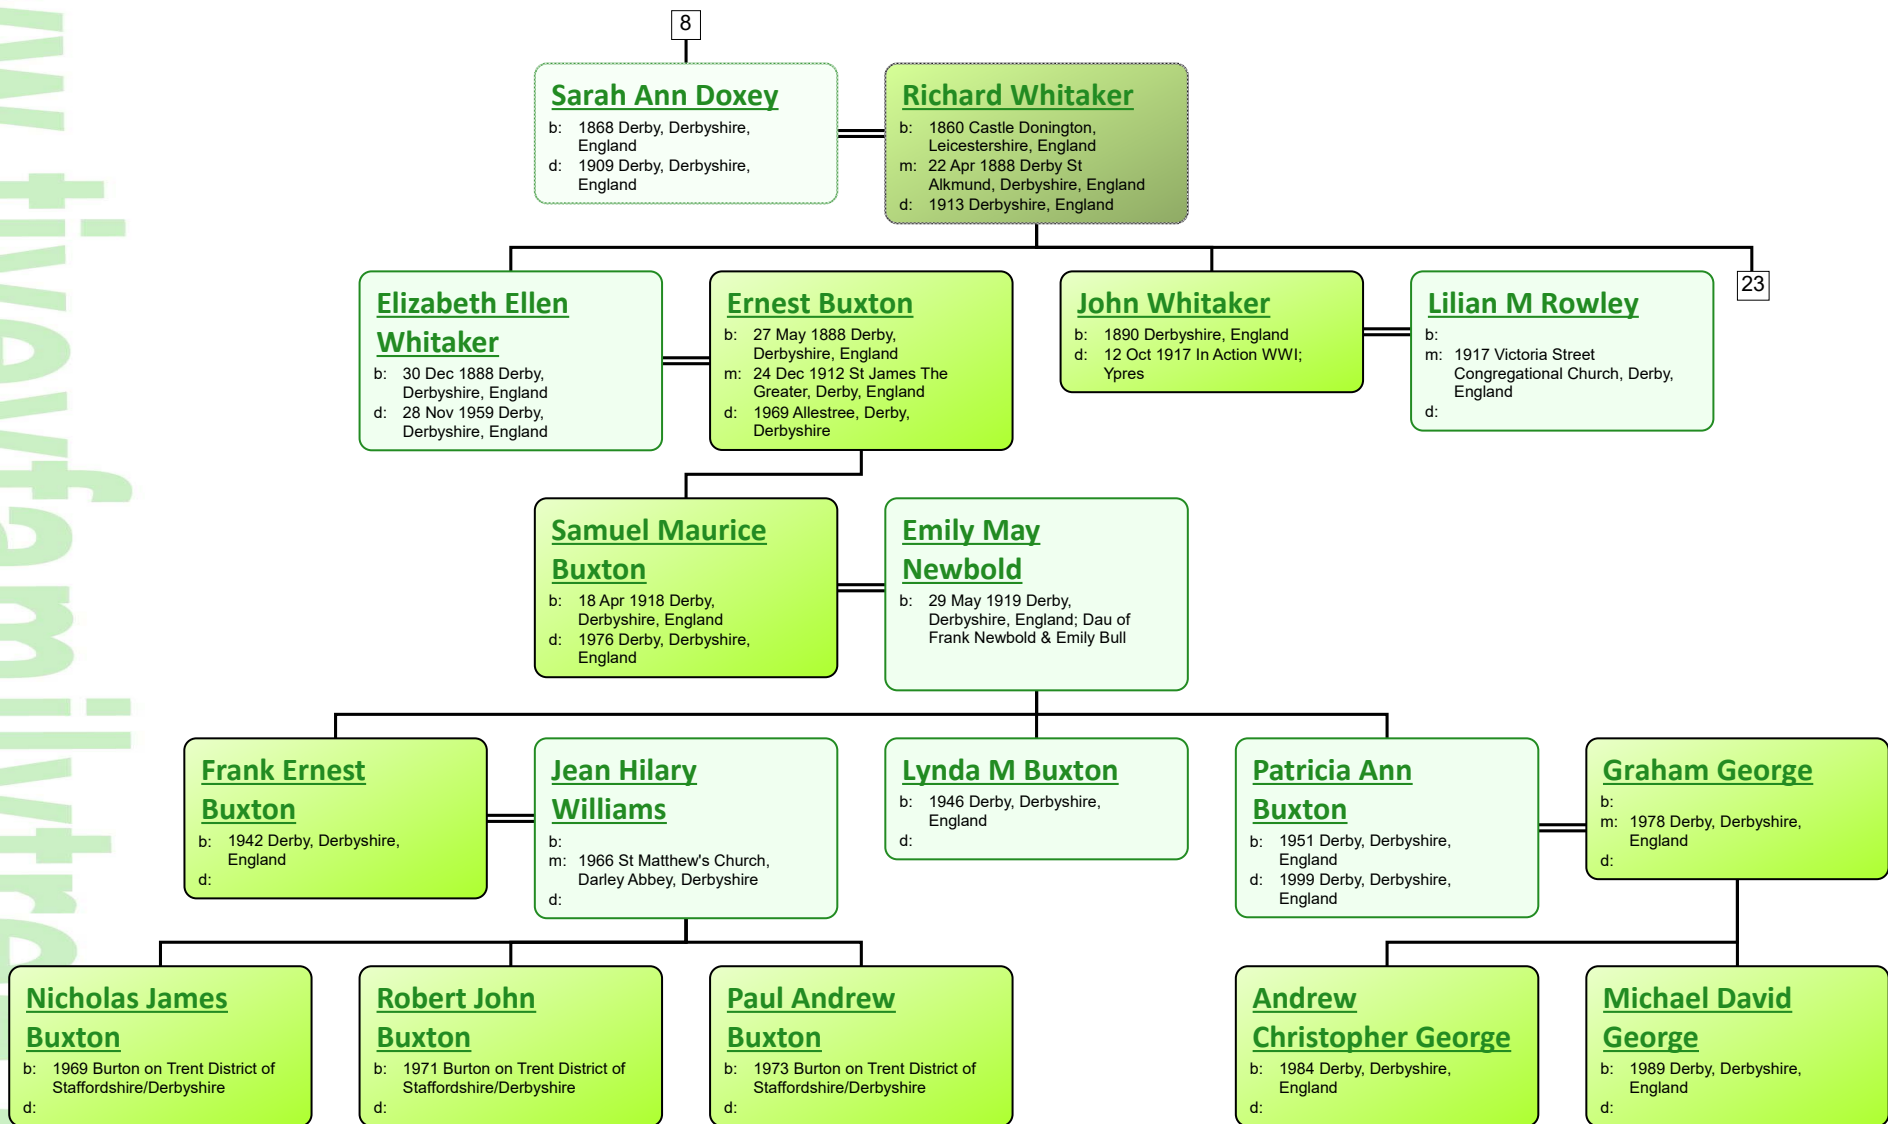 8
Sarah Ann Doxey
b: 1868 Derby, Derbyshire,
England
d: 1909 Derby, Derbyshire,
England
Richard Whitaker
b: 1860 Castle Donington,
Leicestershire, England
m: 22 Apr 1888 Derby St
Alkmund, Derbyshire, England
d: 1913 Derbyshire, England
Elizabeth Ellen
Whitaker
b: 30 Dec 1888 Derby,
Derbyshire, England
d: 28 Nov 1959 Derby,
Derbyshire, England
Ernest Buxton
b: 27 May 1888 Derby,
Derbyshire, England
m: 24 Dec 1912 St James The
Greater, Derby, England
d: 1969 Allestree, Derby,
Derbyshire
John Whitaker
b: 1890 Derbyshire, England
d: 12 Oct 1917 In Action WWI;
Ypres
Lilian M Rowley
b:
m: 1917 Victoria Street
Congregational Church, Derby,
England
d:
23
Samuel Maurice
Buxton
b: 18 Apr 1918 Derby,
Derbyshire, England
d: 1976 Derby, Derbyshire,
England
Emily May
Newbold
b: 29 May 1919 Derby,
Derbyshire, England; Dau of
Frank Newbold & Emily Bull
Frank Ernest
Buxton
b: 1942 Derby, Derbyshire,
England
d:
Jean Hilary
Williams
b:
m: 1966 St Matthew's Church,
Darley Abbey, Derbyshire
d:
Lynda M Buxton
b: 1946 Derby, Derbyshire,
England
d:
Patricia Ann
Buxton
b: 1951 Derby, Derbyshire,
England
d: 1999 Derby, Derbyshire,
England
Graham George
b:
m: 1978 Derby, Derbyshire,
England
d:
Nicholas James
Buxton
b: 1969 Burton on Trent District of
Staffordshire/Derbyshire
d:
Robert John
Buxton
b: 1971 Burton on Trent District of
Staffordshire/Derbyshire
d:
Paul Andrew
Buxton
b: 1973 Burton on Trent District of
Staffordshire/Derbyshire
d:
Andrew
Christopher George
b: 1984 Derby, Derbyshire,
England
d:
Michael David
George
b: 1989 Derby, Derbyshire,
England
d: